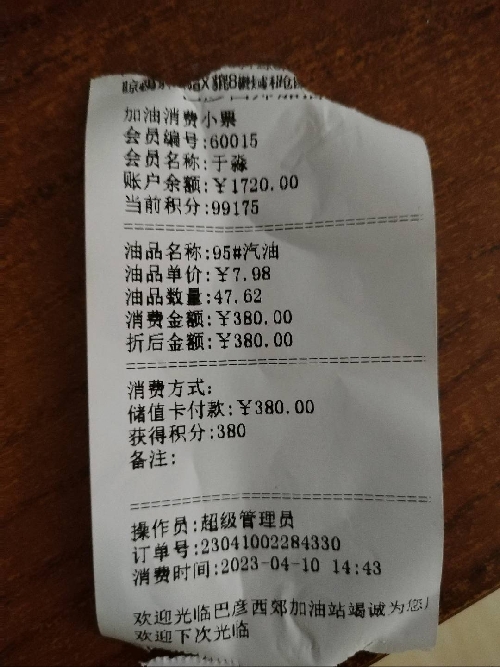 加油消费小票
会员编号:60015
会员名称:于淼
账户余额:￥1720.00
当前积分:99175
油品名称:95#汽油
油品单价:￥7.98
油品数量:47.62
消费金额:￥380.00
折后金额:￥380.00
消费方式:
储值卡付款:￥380.00
获得积分:380
备注:
操作员:超级管理员
订单号:23041002284330
消费时间:2023-04-10 14:43
欢迎光临巴彦西郊加油站竭诚为您
欢迎下次光临